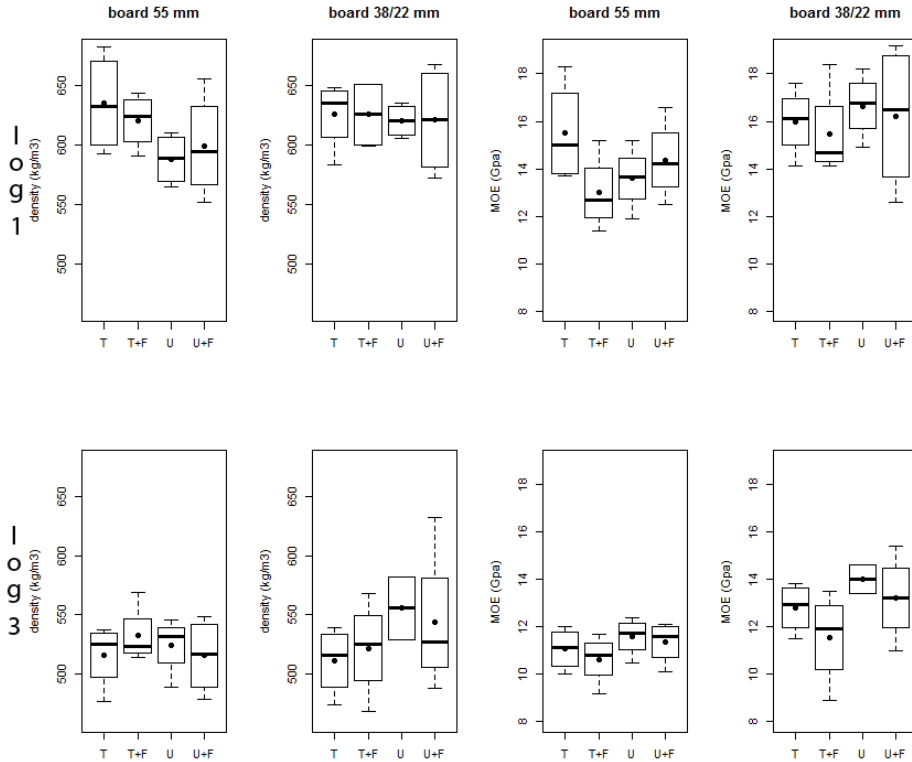 board 55 mm
board 38/22 mm
board 55 mm
board 38/22 mm
log1
density (kg/m3)
500 550 600 650
T T+F U U+F
density (kg/m3)
500 550 600 650
T T+F U U+F
MOE (Gpa)
8 10 12 14 16 18
T T+F U U+F
MOE (Gpa)
8 10 12 14 16 18
T T+F U U+F
log3
density (kg/m3)
500 550 600 650
T T+F U U+F
density (kg/m3)
500 550 600 650
T T+F U U+F
MOE (Gpa)
8 10 12 14 16 18
T T+F U U+F
MOE (Gpa)
8 10 12 14 16 18
T T+F U U+F